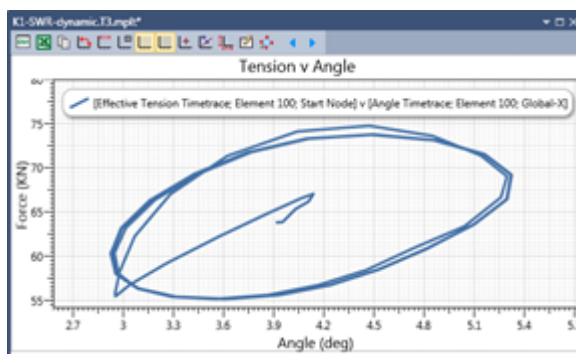 K1-SWR-dynamic.T3.mplt*
Tension v Angle
[Effective Tension Timetrace; Element 100; Start Node] v [Angle Timetrace; Element 100; Global-X]
Force (KN)
80
75
70
65
60
55
2.7 3 3.3 3.6 3.9 4.2 4.5 4.8 5.1 5.4
Angle (deg)